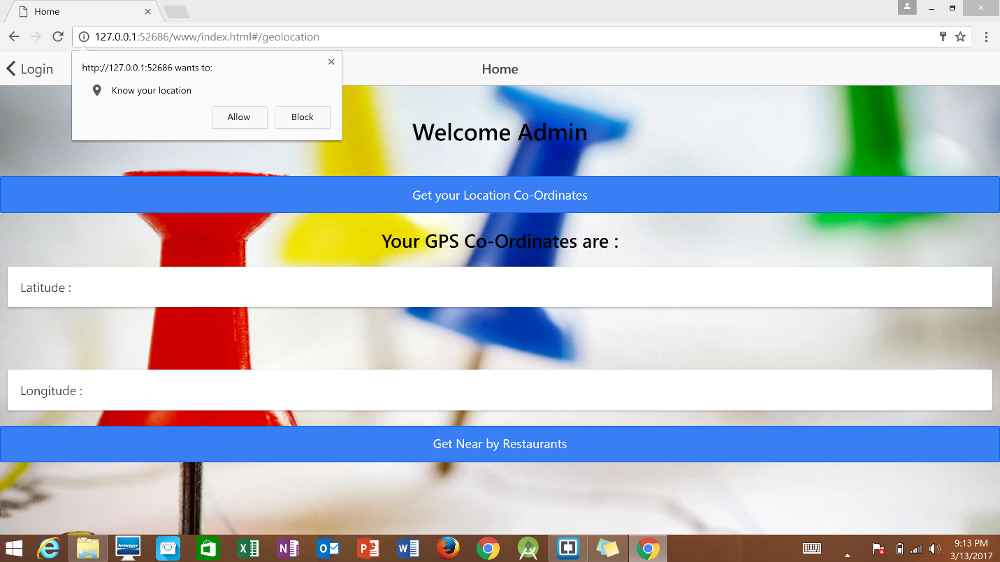 Home
127.0.0.1:52686/www/index.html#/geolocation
Login
Home
http://127.0.0.1:52686 wants to:
Know your location
Allow
Block
Welcome Admin
Get your Location Co-Ordinates
Your GPS Co-Ordinates are :
Latitude :
Longitude :
Get Near by Restaurants
lenovo
9:13 PM
3/13/2017